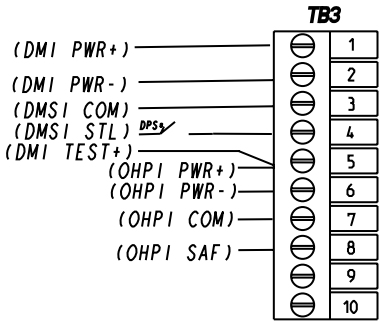 TB3
(DMI PWR+) 1
(DMI PWR-) 2
(DMSI COM) 3
(DMSI STL) DPS2 4
(DMI TEST+) 5
(OHPI PWR+)
(OHPI PWR-) 6
(OHPI COM) 7
(OHPI SAF) 8
9
10